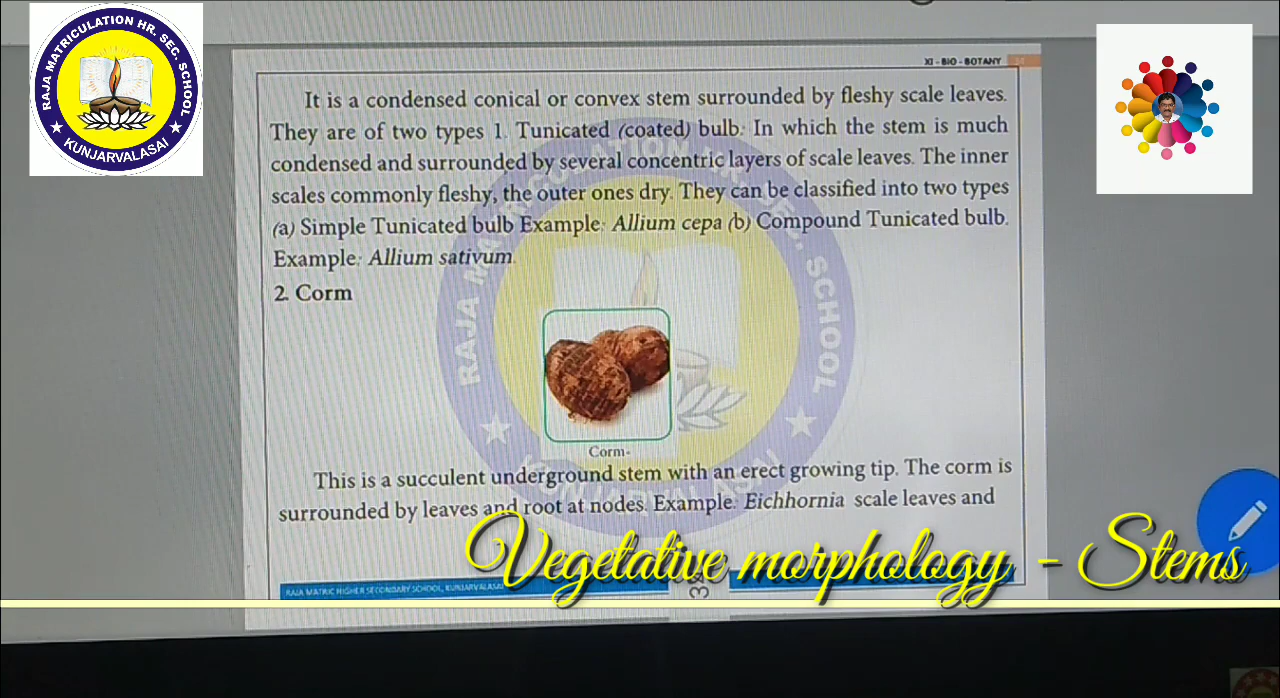 RAJA MATRICULATION HR. SEC. SCHOOL
★ KUNJARVALASAI ★
XI - BIO - BOTANY
It is a condensed conical or convex stem surrounded by fleshy scale leaves.
They are of two types 1. Tunicated (coated) bulb: In which the stem is much
condensed and surrounded by several concentric layers of scale leaves. The inner
scales commonly fleshy, the outer ones dry. They can be classified into two types
(a) Simple Tunicated bulb Example: Allium cepa (b) Compound Tunicated bulb.
Example: Allium sativum.
2. Corm
Corm-
This is a succulent underground stem with an erect growing tip. The corm is
surrounded by leaves and root at nodes. Example: Eichhornia scale leaves and
Vegetative morphology - Stems
RAJA MATRIC HIGHER SECONDARY SCHOOL, KUNJARVALASAI